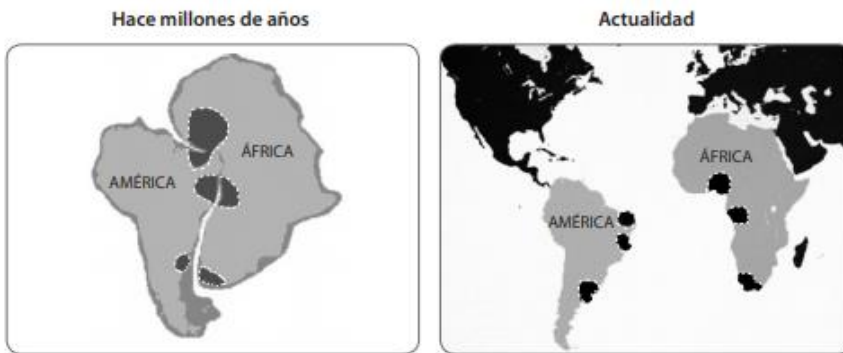 Hace millones de años
Actualidad
AMÉRICA
ÁFRICA
AMÉRICA
ÁFRICA